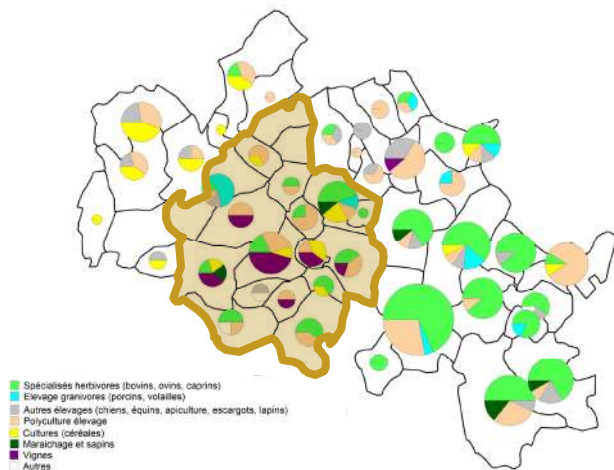 Spécialisés herbivores (bovins, ovins, caprins)
Elevage granivores (porcins, volailles)
Autres élevages (chiens, équins, apiculture, escargots, lapins)
Polyculture élevage
Cultures (céréales)
Maraichage et sapins
Vignes
Autres